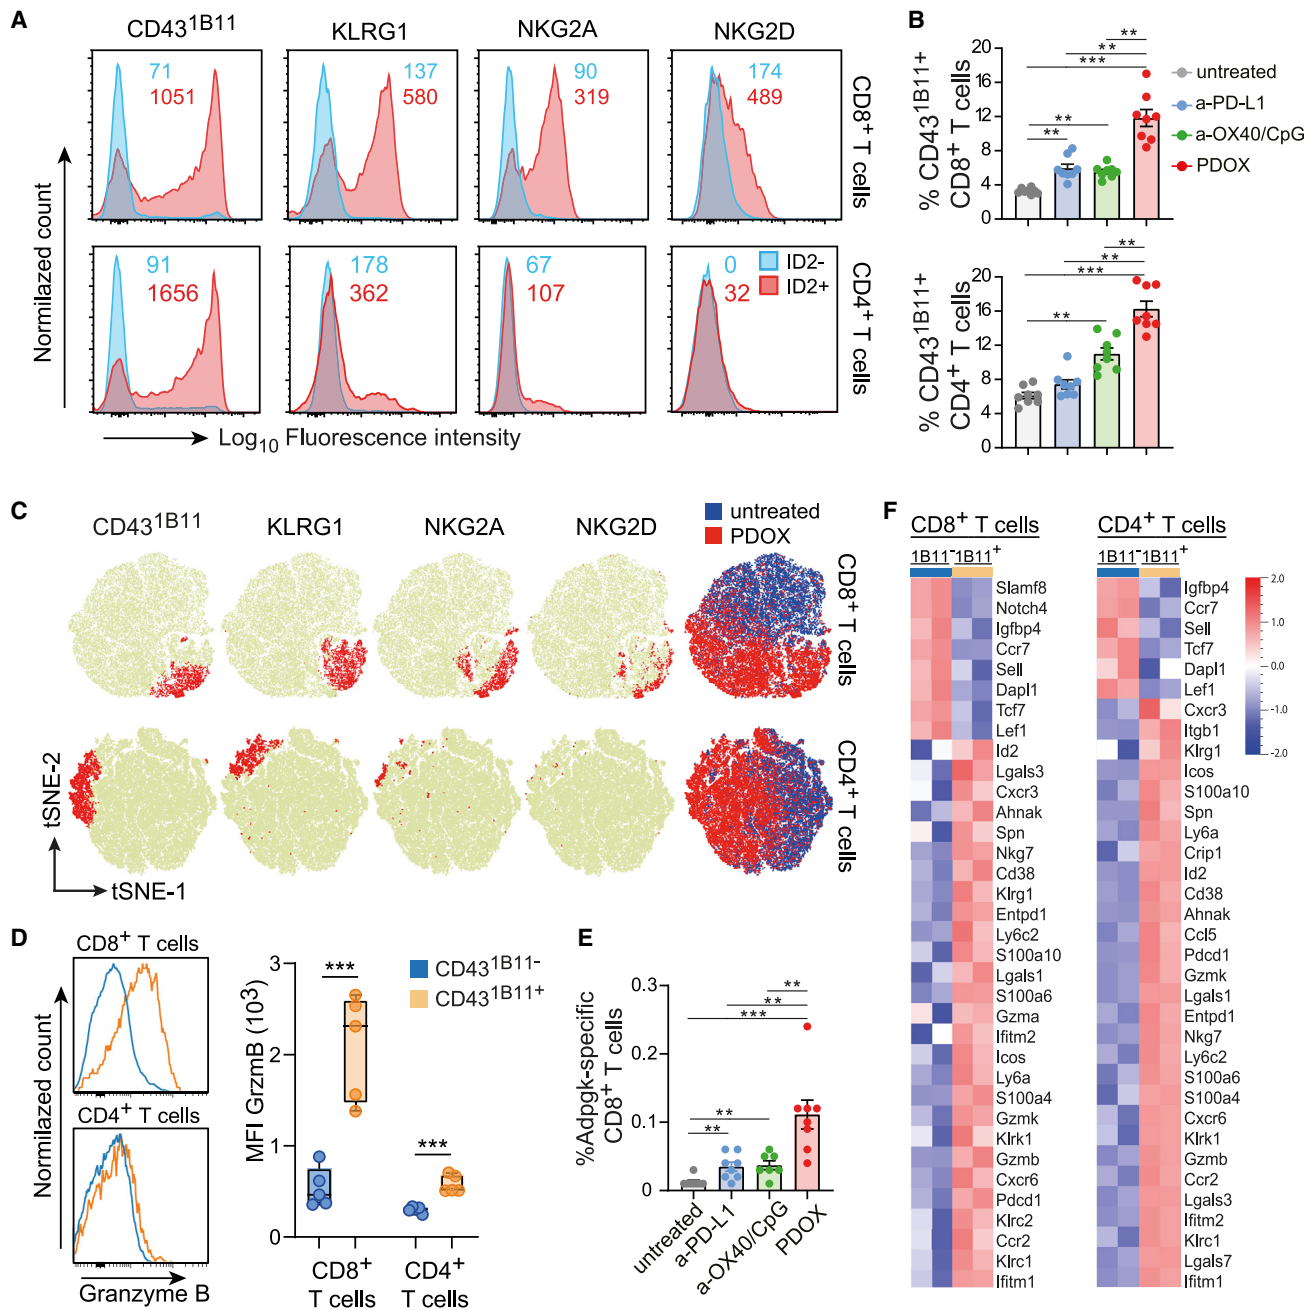 A
CD43^1B11
KLRG1
NKG2A
NKG2D
71
1051
137
580
90
319
174
489
CD8+ T cells
91
1656
178
362
67
107
0
32
ID2-
ID2+
CD4+ T cells
Normilazed count
Log10 Fluorescence intensity
B
% CD43^1B11+
CD8+ T cells
20
16
12
8
4
0
**
**
***
**
**
untreated
a-PD-L1
a-OX40/CpG
PDOX
% CD43^1B11+
CD4+ T cells
20
16
12
8
4
0
**
**
***
**
C
CD43^1B11
KLRG1
NKG2A
NKG2D
untreated
PDOX
CD8+ T cells
CD4+ T cells
tSNE-2
tSNE-1
D
CD8+ T cells
CD4+ T cells
Normilazed count
Granzyme B
MFI GrzmB (10^3)
3
2
1
0
***
***
CD43^1B11-
CD43^1B11+
CD8+
T cells
CD4+
T cells
E
%Adpgk-specific
CD8+ T cells
0.3
0.2
0.1
0
**
**
***
**
**
untreated
a-PD-L1
a-OX40/CpG
PDOX
F
CD8+ T cells
1B11- 1B11+
Slamf8
Notch4
Igfbp4
Ccr7
Sell
Dapl1
Tcf7
Lef1
Id2
Lgals3
Cxcr3
Ahnak
Spn
Nkg7
Cd38
Klrg1
Entpd1
Ly6c2
S100a10
Lgals1
S100a6
Gzma
Ifitm2
Icos
Ly6a
S100a4
Gzmk
Klrk1
Gzmb
Cxcr6
Pdcd1
Klrc2
Ccr2
Klrc1
Ifitm1
CD4+ T cells
1B11- 1B11+
Igfbp4
Ccr7
Sell
Tcf7
Dapl1
Lef1
Cxcr3
Itgb1
Klrg1
Icos
S100a10
Spn
Ly6a
Crip1
Id2
Cd38
Ahnak
Ccl5
Pdcd1
Gzmk
Lgals1
Entpd1
Nkg7
Ly6c2
S100a6
S100a4
Cxcr6
Klrk1
Gzmb
Ccr2
Lgals3
Ifitm2
Klrc1
Lgals7
Ifitm1
2.0
1.0
0.0
-1.0
-2.0